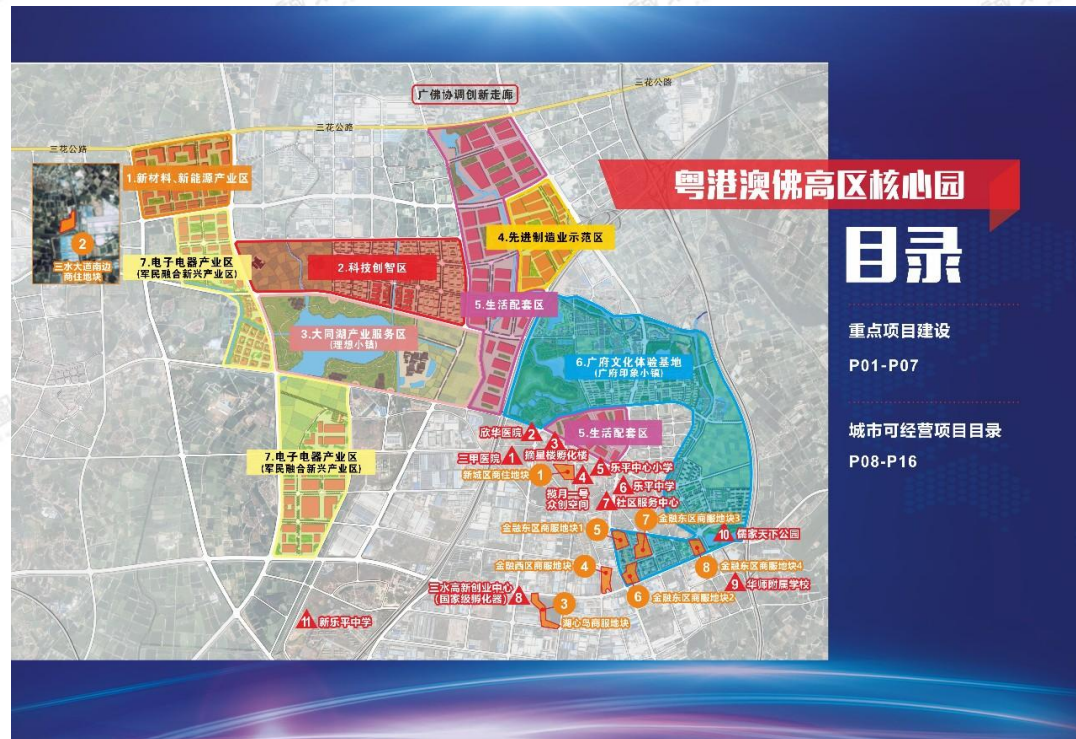 广佛协调创新走廊
三花公路
三花公路
三花公路
1.新材料、新能源产业区
粤港澳佛高区核心园
目录
2
三水大道南边
商住地块
7.电子电器产业区
(军民融合新兴产业区)
2.科技创智区
4.先进制造业示范区
5.生活配套区
3.大同湖产业服务区
(理想小镇)
6.广府文化体验基地
(广府印象小镇)
重点项目建设
P01-P07
城市可经营项目目录
P08-P16
7.电子电器产业区
(军民融合新兴产业区)
5.生活配套区
欣华医院 2
3
摘星楼孵化楼
三甲医院 1
新城区商住地块 1
4
揽月一号
众创空间
5 乐平中心小学
6 乐平中学
7 社区服务中心
金融东区商服地块1 5
7 金融东区商服地块3
10 儒家天下公园
金融西区商服地块 4
8 金融东区商服地块4
9 华师附属学校
6 金融东区商服地块2
三水高新创业中心
(国家级孵化器) 8
3
湖心岛商服地块
11 新乐平中学